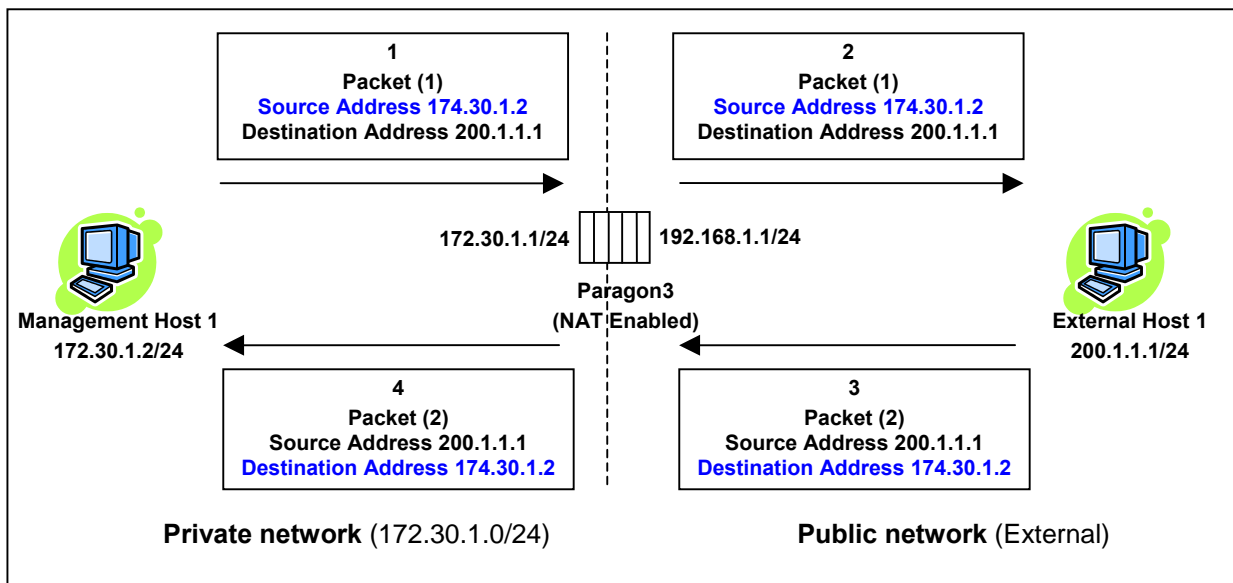 1
Packet (1)
Source Address 174.30.1.2
Destination Address 200.1.1.1
2
Packet (1)
Source Address 174.30.1.2
Destination Address 200.1.1.1
172.30.1.1/24
192.168.1.1/24
Paragon3
(NAT Enabled)
Management Host 1
172.30.1.2/24
External Host 1
200.1.1.1/24
4
Packet (2)
Source Address 200.1.1.1
Destination Address 174.30.1.2
3
Packet (2)
Source Address 200.1.1.1
Destination Address 174.30.1.2
Private network (172.30.1.0/24)
Public network (External)